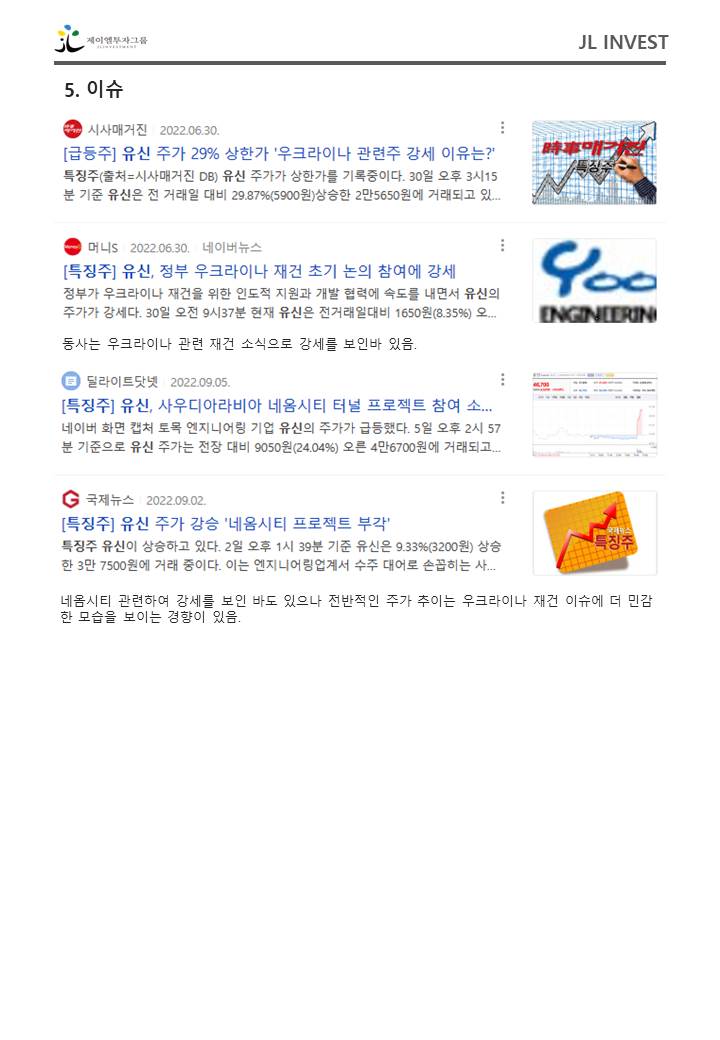 제이엘투자그룹
JL INVESTMENT
JL INVEST
5. 이슈
시사매거진 2022.06.30.
[급등주] 유신 주가 29% 상한가 '우크라이나 관련주 강세 이유는?'
특징주(출처=시사매거진 DB) 유신 주가가 상한가를 기록중이다. 30일 오후 3시15
분 기준 유신은 전 거래일 대비 29.87%(5900원)상승한 2만5650원에 거래되고 있...
時事매거진
특징주
머니S 2022.06.30. 네이버뉴스
[특징주] 유신, 정부 우크라이나 재건 초기 논의 참여에 강세
정부가 우크라이나 재건을 위한 인도적 지원과 개발 협력에 속도를 내면서 유신의
주가가 강세다. 30일 오전 9시37분 현재 유신은 전거래일대비 1650원(8.35%) 오...
Yoo
ENGINEERIN
동사는 우크라이나 관련 재건 소식으로 강세를 보인바 있음.
딜라이트닷넷 2022.09.05.
[특징주] 유신, 사우디아라비아 네옴시티 터널 프로젝트 참여 소...
네이버 화면 캡처 토목 엔지니어링 기업 유신의 주가가 급등했다. 5일 오후 2시 57
분 기준으로 유신 주가는 전장 대비 9050원(24.04%) 오른 4만6700원에 거래되고...
46,700
국제뉴스 2022.09.02.
[특징주] 유신 주가 강승 '네옴시티 프로젝트 부각'
특징주 유신이 상승하고 있다. 2일 오후 1시 39분 기준 유신은 9.33%(3200원) 상승
한 3만 7500원에 거래 중이다. 이는 엔지니어링업계서 수주 대어로 손꼽히는 사...
국제뉴스
특징주
네옴시티 관련하여 강세를 보인 바도 있으나 전반적인 주가 추이는 우크라이나 재건 이슈에 더 민감
한 모습을 보이는 경향이 있음.